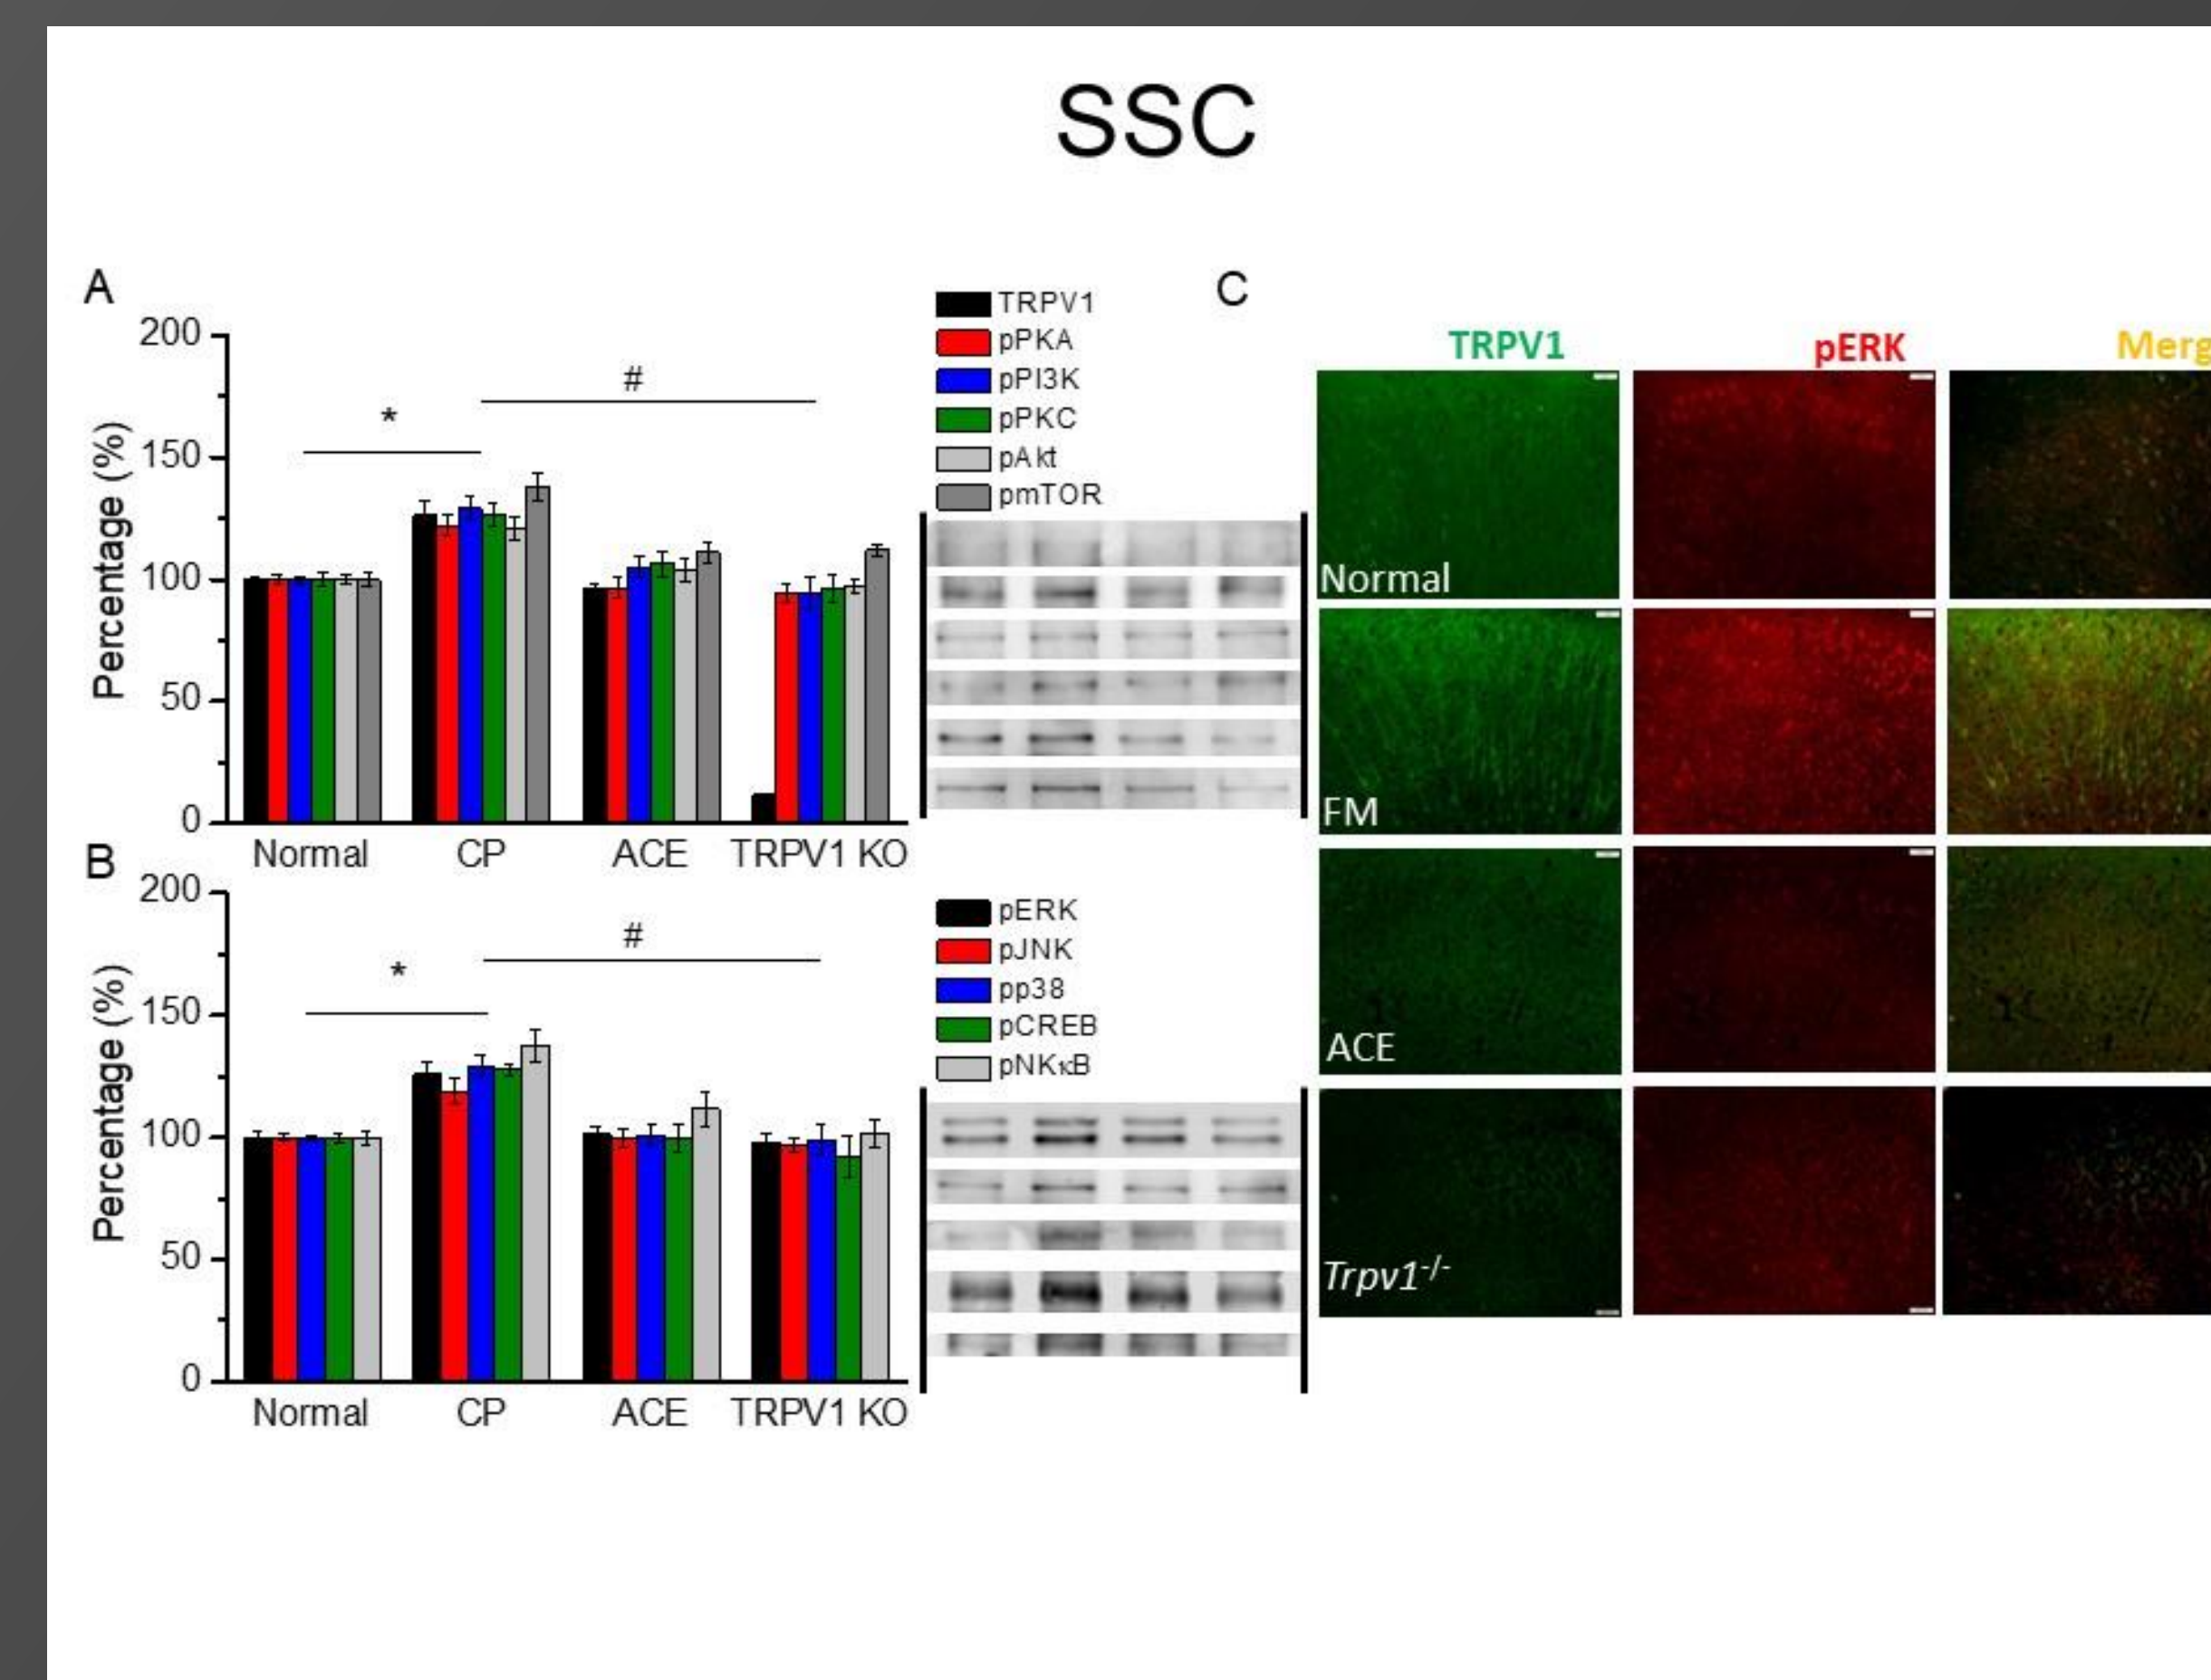 SSC
A
200
150
100
50
0
Percentage (%)
*
#
Normal
CP
ACE
TRPV1 KO
TRPV1
pPKA
pPI3K
pPKC
pAkt
pmTOR
B
200
150
100
50
0
Percentage (%)
*
#
Normal
CP
ACE
TRPV1 KO
pERK
pJNK
pp38
pCREB
pNKκB
C
TRPV1 pERK Merg
Normal
FM
ACE
Trpv1-/-